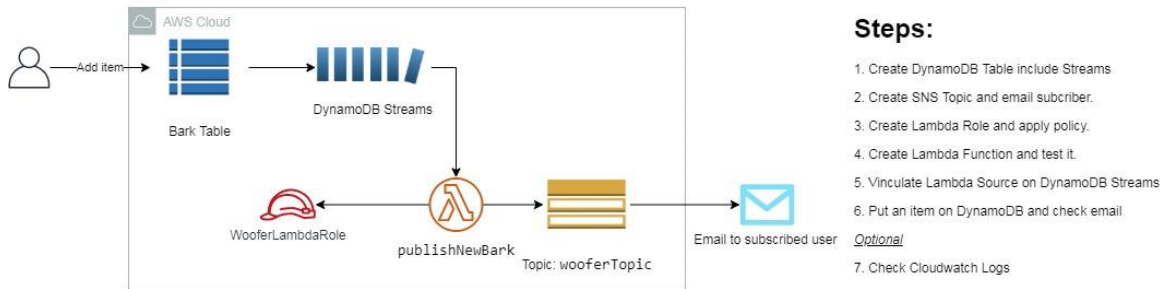 AWS Cloud
Add item
Bark Table
DynamoDB Streams
WooferLambdaRole
publishNewBark
Topic: wooferTopic
Email to subscribed user
Steps:
1. Create DynamoDB Table include Streams
2. Create SNS Topic and email subcriber.
3. Create Lambda Role and apply policy.
4. Create Lambda Function and test it.
5. Vinculate Lambda Source on DynamoDB Streams
6. Put an item on DynamoDB and check email
Optional
7. Check Cloudwatch Logs